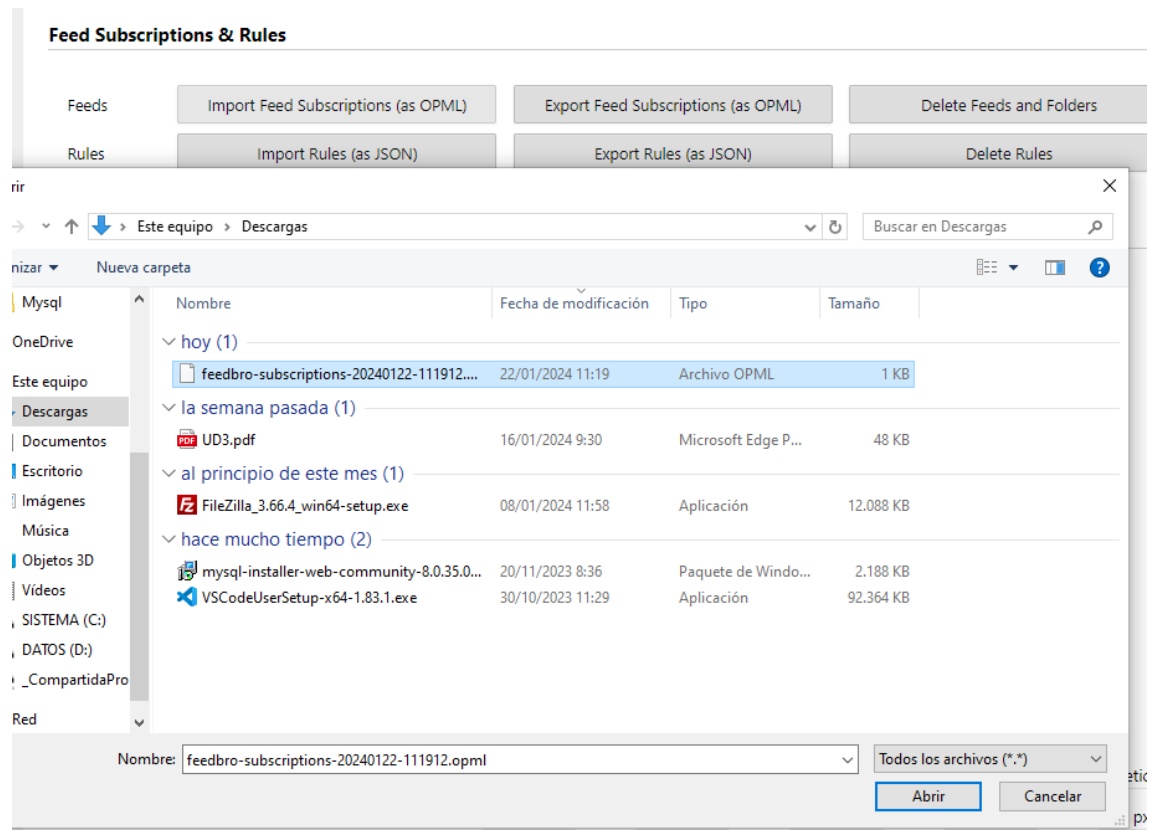 Feed Subscriptions & Rules
Feeds Import Feed Subscriptions (as OPML) Export Feed Subscriptions (as OPML) Delete Feeds and Folders
Rules Import Rules (as JSON) Export Rules (as JSON) Delete Rules
rir
Este equipo > Descargas Buscar en Descargas
nizar Nueva carpeta
Mysql
OneDrive
Este equipo
Descargas
Documentos
Escritorio
Imágenes
Música
Objetos 3D
Vídeos
SISTEMA (C:)
DATOS (D:)
_CompartidaPro
Red
Nombre Fecha de modificación Tipo Tamaño
hoy (1)
feedbro-subscriptions-20240122-111912.... 22/01/2024 11:19 Archivo OPML 1 KB
la semana pasada (1)
PDF UD3.pdf 16/01/2024 9:30 Microsoft Edge P... 48 KB
al principio de este mes (1)
FileZilla_3.66.4_win64-setup.exe 08/01/2024 11:58 Aplicación 12.088 KB
hace mucho tiempo (2)
mysql-installer-web-community-8.0.35.0... 20/11/2023 8:36 Paquete de Windo... 2.188 KB
VSCodeUserSetup-x64-1.83.1.exe 30/10/2023 11:29 Aplicación 92.364 KB
Nombre: feedbro-subscriptions-20240122-111912.opml Todos los archivos (*.*)
Abrir Cancelar
etic
px